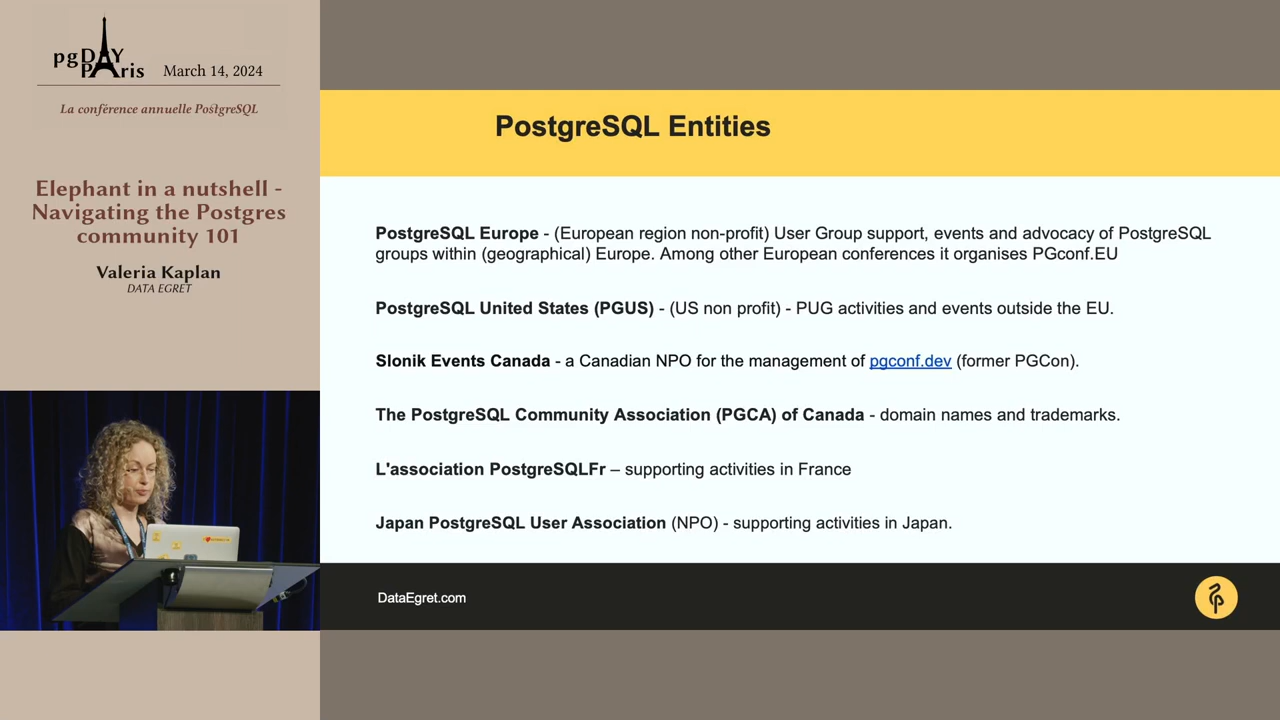 pgDAY
PAris
March 14, 2024
La conférence annuelle PostgreSQL
Elephant in a nutshell -
Navigating the Postgres
community 101
Valeria Kaplan
DATA EGRET
PostgreSQL Entities
PostgreSQL Europe - (European region non-profit) User Group support, events and advocacy of PostgreSQL
groups within (geographical) Europe. Among other European conferences it organises PGconf.EU
PostgreSQL United States (PGUS) - (US non profit) - PUG activities and events outside the EU.
Slonik Events Canada - a Canadian NPO for the management of pgconf.dev (former PGCon).
The PostgreSQL Community Association (PGCA) of Canada - domain names and trademarks.
L'association PostgreSQLFr – supporting activities in France
Japan PostgreSQL User Association (NPO) - supporting activities in Japan.
DataEgret.com